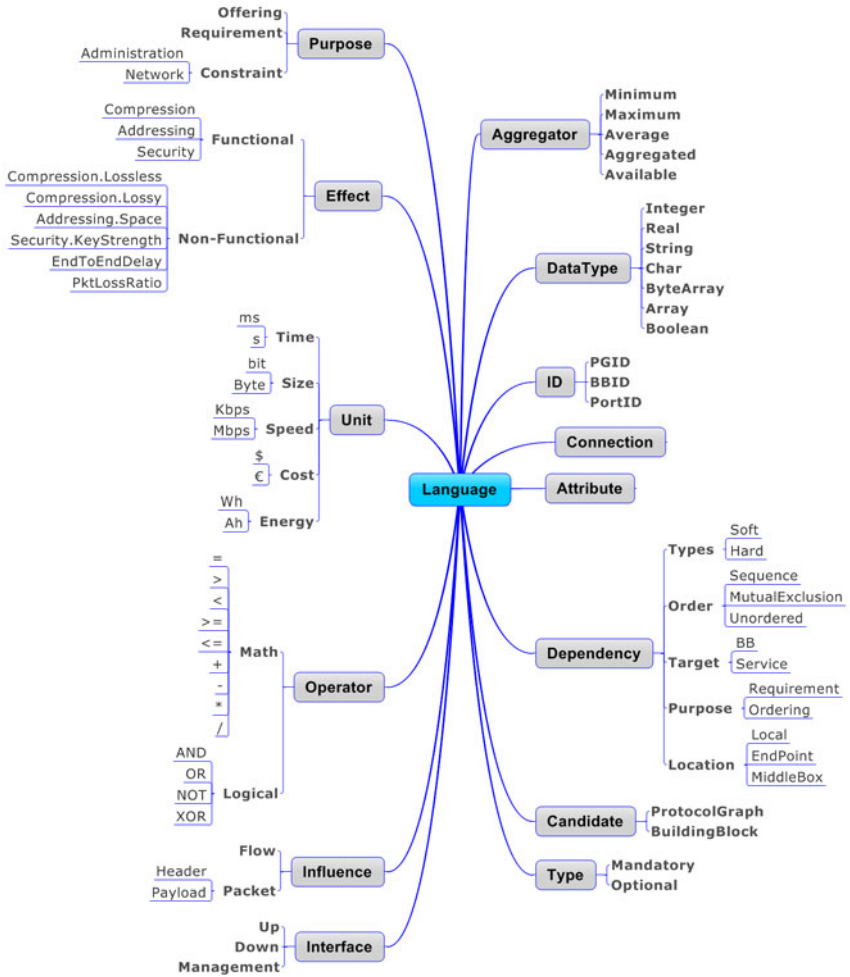 Offering
Requirement
Purpose
Administration
Network
Constraint
Compression
Addressing
Security
Functional
Effect
Compression.Lossless
Compression.Lossy
Addressing.Space
Security.KeyStrength
EndToEndDelay
PktLossRatio
Non-Functional
ms
s
Time
bit
Byte
Size
Kbps
Mbps
Speed
Unit
$
€
Cost
Wh
Ah
Energy
=
>
<
>=
<=
+
-
*
/
Math
Operator
AND
OR
NOT
XOR
Logical
Flow
Header
Payload
Packet
Influence
Up
Down
Management
Interface
Language
Aggregator
Minimum
Maximum
Average
Aggregated
Available
DataType
Integer
Real
String
Char
ByteArray
Array
Boolean
ID
PGID
BBID
PortID
Connection
Attribute
Dependency
Types
Soft
Hard
Order
Sequence
MutualExclusion
Unordered
Target
BB
Service
Purpose
Requirement
Ordering
Location
Local
EndPoint
MiddleBox
Candidate
ProtocolGraph
BuildingBlock
Type
Mandatory
Optional